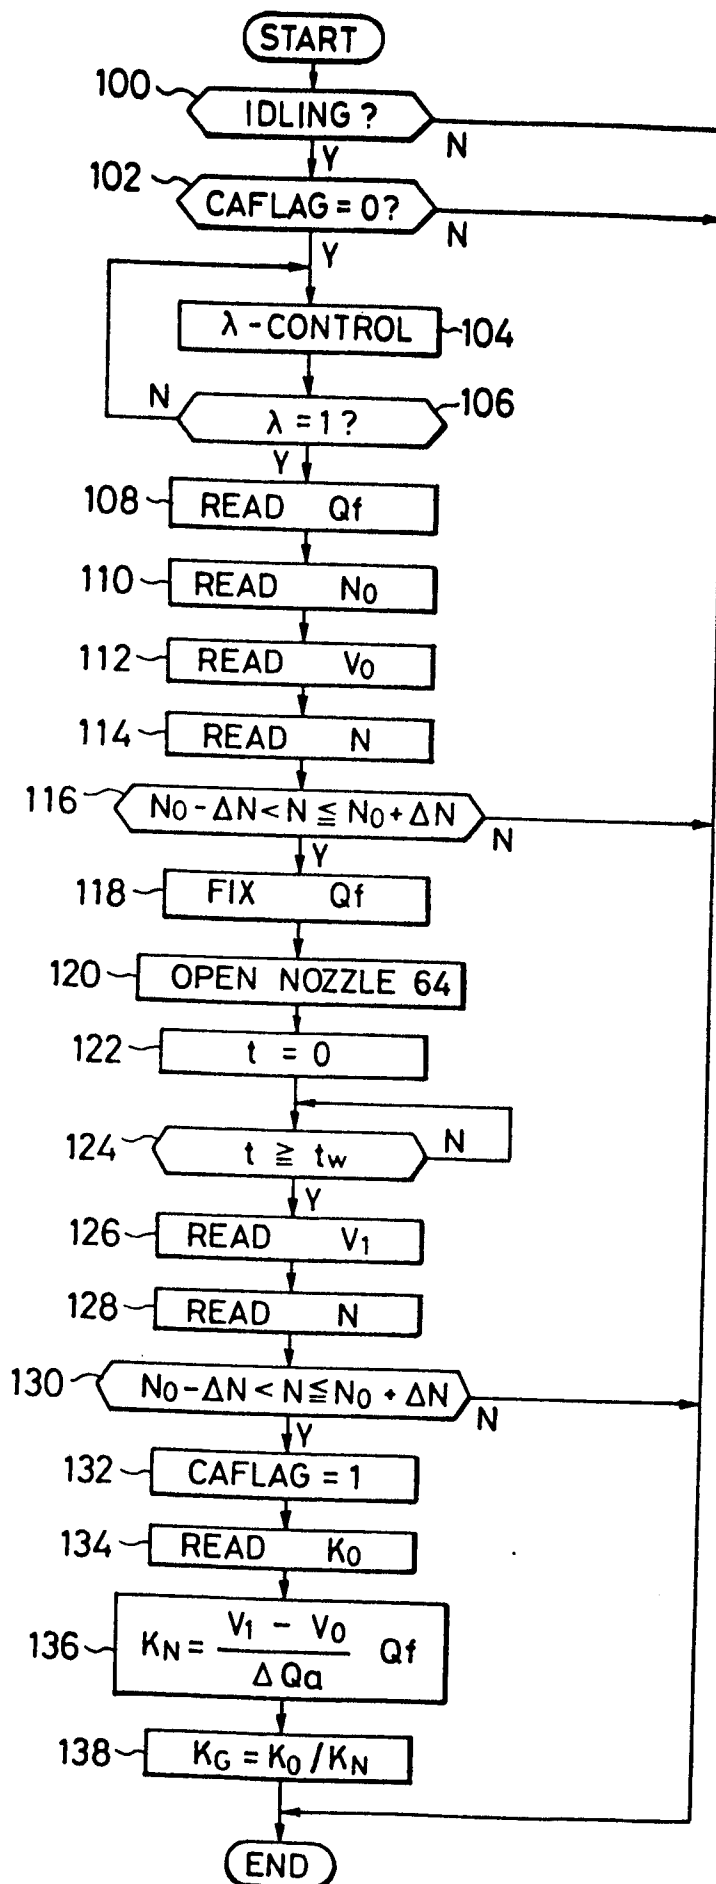 START
100
IDLING ?
N
Y
102
CAFLAG = 0?
N
Y
λ - CONTROL
104
N
λ = 1 ?
106
Y
108
READ Qf
110
READ N0
112
READ V0
114
READ N
116
N0 - ΔN < N ≦ N0 + ΔN
N
Y
118
FIX Qf
120
OPEN NOZZLE 64
122
t = 0
124
t ≧ tw
N
Y
126
READ V1
128
READ N
130
N0 - ΔN < N ≦ N0 + ΔN
N
Y
132
CAFLAG = 1
134
READ K0
136
KN = (V1 - V0) / ΔQa Qf
138
KG = K0 / KN
END